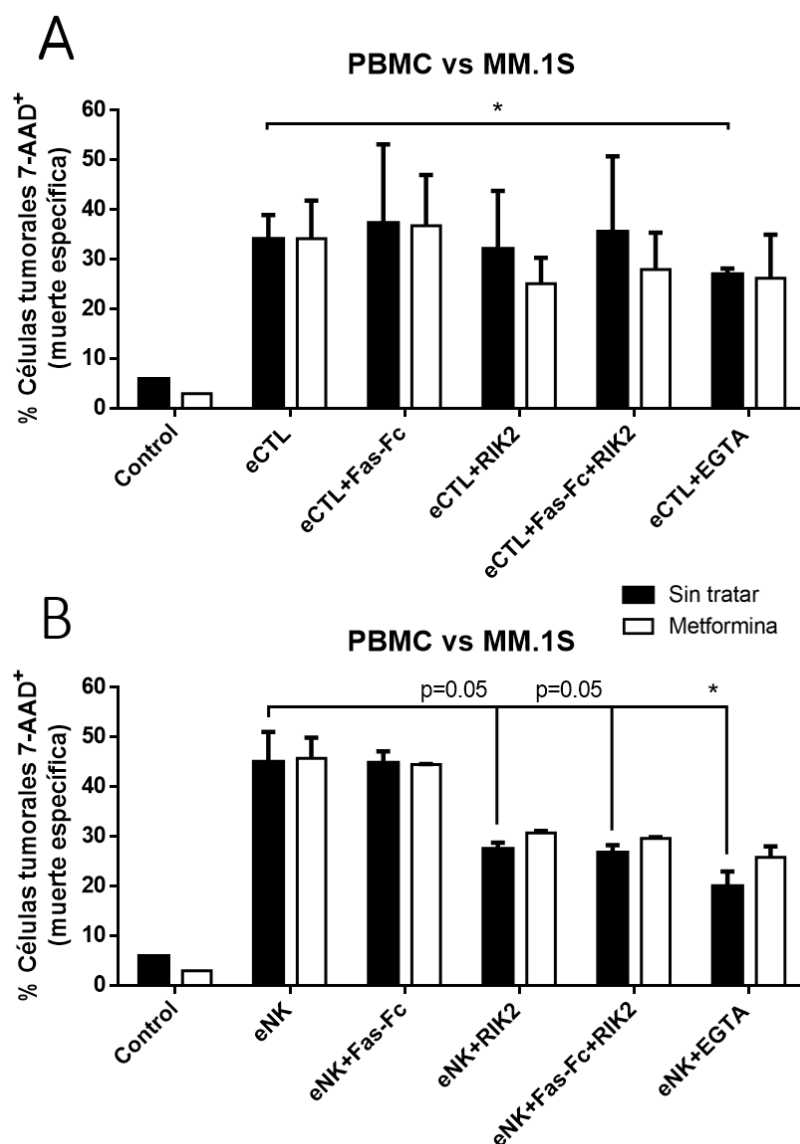 A
PBMC vs MM.1S
% Células tumorales 7-AAD+
(muerte específica)
60
50
40
30
20
10
0
*
Control
eCTL
eCTL+Fas-Fc
eCTL+RIK2
eCTL+Fas-Fc+RIK2
eCTL+EGTA
Sin tratar
Metformina
B
PBMC vs MM.1S
% Células tumorales 7-AAD+
(muerte específica)
60
50
40
30
20
10
0
p=0.05
p=0.05
*
Control
eNK
eNK+Fas-Fc
eNK+RIK2
eNK+Fas-Fc+RIK2
eNK+EGTA